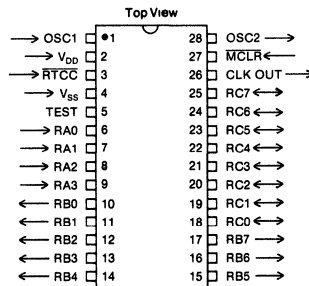 Top View
OSC1 1 28 OSC2
VDD 2 27 MCLR
RTCC 3 26 CLK OUT
VSS 4 25 RC7
TEST 5 24 RC6
RA0 6 23 RC5
RA1 7 22 RC4
RA2 8 21 RC3
RA3 9 20 RC2
RB0 10 19 RC1
RB1 11 18 RC0
RB2 12 17 RB7
RB3 13 16 RB6
RB4 14 15 RB5